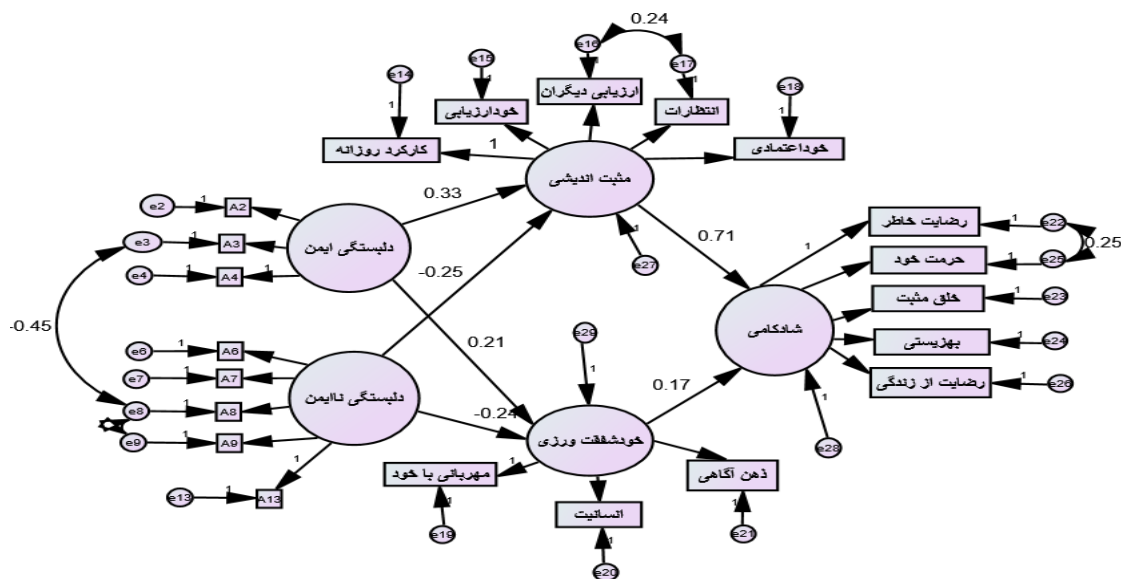 0.24
e16
e17
e15
e14
e18
1
1
1
1
1
ارزیابی دیگران
خودارزیابی
انتظارات
کارکرد روزانه
خوداعتمادی
1
مثبت اندیشی
0.33
e2
1
A2
e3
1
A3
e4
1
A4
1
دلبستگی ایمن
-0.25
1
e27
0.71
رضایت خاطر
1
e22
1
حرمت خود
1
e25
0.25
خلق مثبت
1
e23
شادکامی
بهزیستی
1
e24
رضایت از زندگی
1
e26
1
e28
-0.45
0.21
e29
1
0.17
e6
1
A6
e7
1
A7
e8
1
A8
e9
1
A9
دلبستگی ناایمن
-0.24
خودشفقت ورزی
1
e13
1
A13
مهربانی با خود
1
ذهن آگاهی
انسانیت
1
e19
1
e20
1
e21